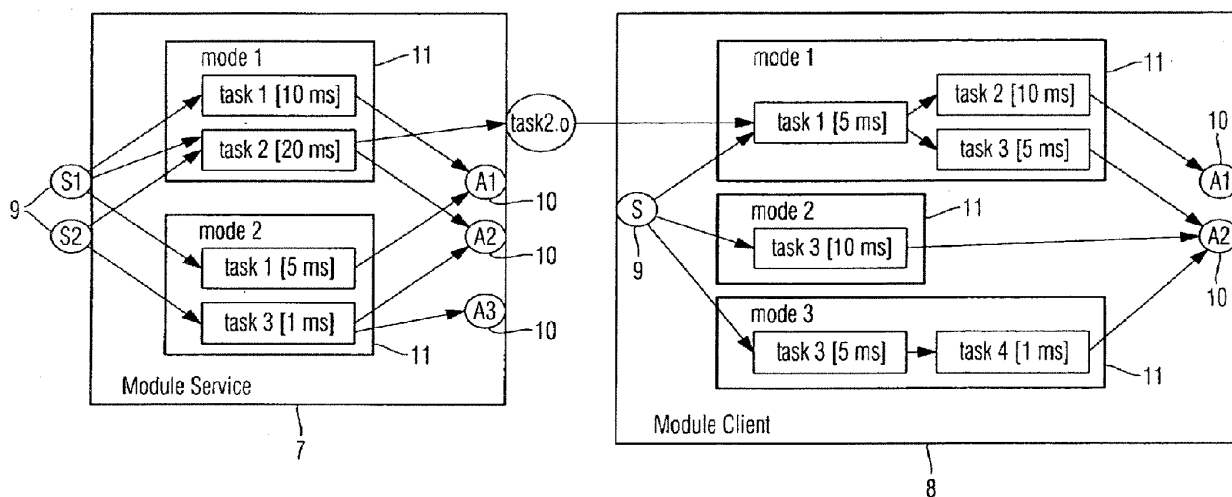 mode 1
11
task 1 [10 ms]
task 2 [20 ms]
task2.o
9
S1
S2
A1
10
A2
10
A3
10
mode 2
task 1 [5 ms]
task 3 [1 ms]
11
Module Service
7
mode 1
11
task 1 [5 ms]
task 2 [10 ms]
task 3 [5 ms]
10
A1
S
9
mode 2
11
task 3 [10 ms]
A2
10
mode 3
task 3 [5 ms]
task 4 [1 ms]
11
Module Client
8